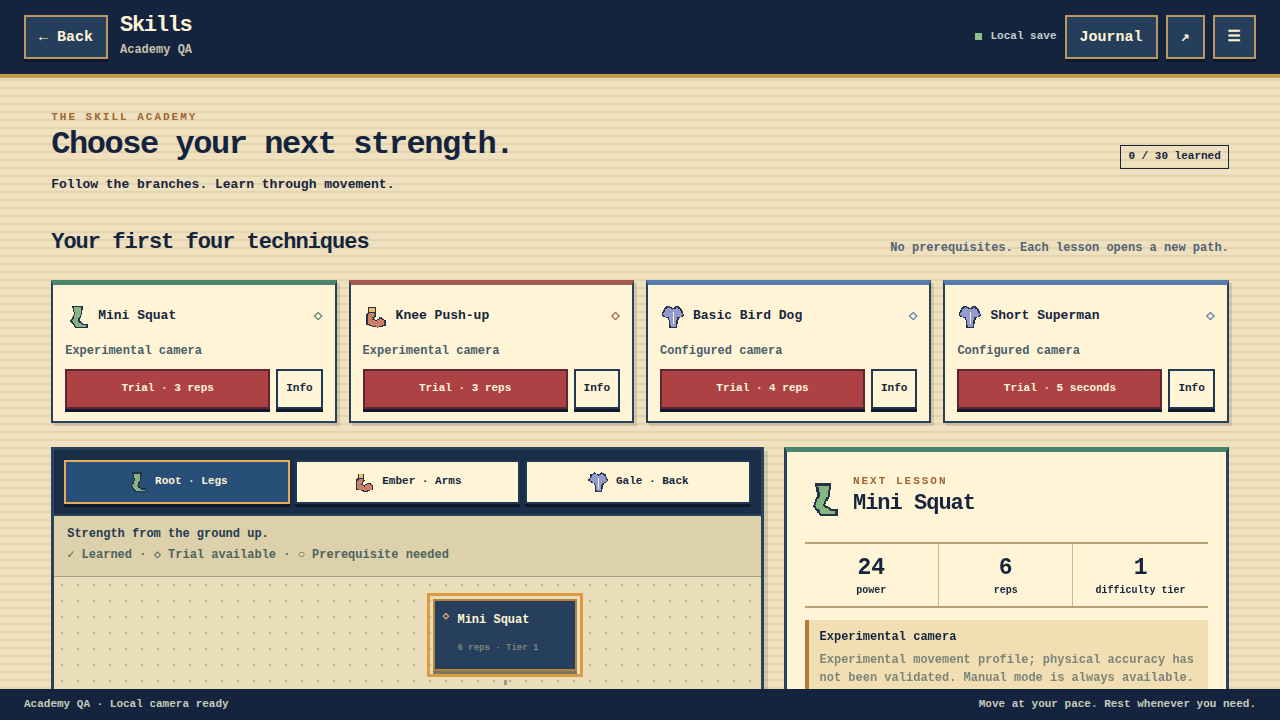 ← Back
Skills
Academy QA
Local save
Journal
↗
☰
THE SKILL ACADEMY
Choose your next strength.
Follow the branches. Learn through movement.
0 / 30 learned
Your first four techniques
No prerequisites. Each lesson opens a new path.
Mini Squat ◇
Experimental camera
Trial · 3 reps
Info
Knee Push-up ◇
Experimental camera
Trial · 3 reps
Info
Basic Bird Dog ◇
Configured camera
Trial · 4 reps
Info
Short Superman ◇
Configured camera
Trial · 5 seconds
Info
Root · Legs
Ember · Arms
Gale · Back
Strength from the ground up.
✓ Learned · ◇ Trial available · ○ Prerequisite needed
◇ Mini Squat
6 reps · Tier 1
NEXT LESSON
Mini Squat
24
power
6
reps
1
difficulty tier
Experimental camera
Experimental movement profile; physical accuracy has
not been validated. Manual mode is always available.
Academy QA · Local camera ready
Move at your pace. Rest whenever you need.